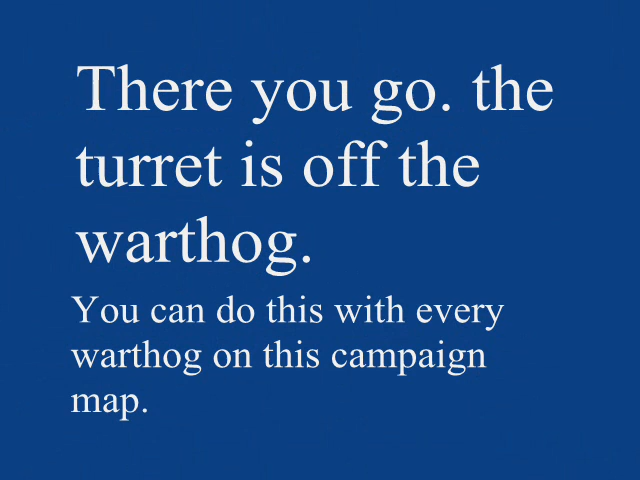 There you go. the
turret is off the
warthog.
You can do this with every
warthog on this campaign
map.